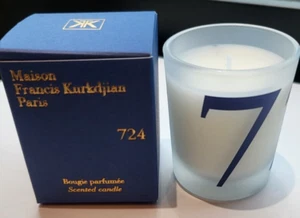 Maison
Francis Kurkdjian
Paris
724
Bougie parfumée
Scented candle
7